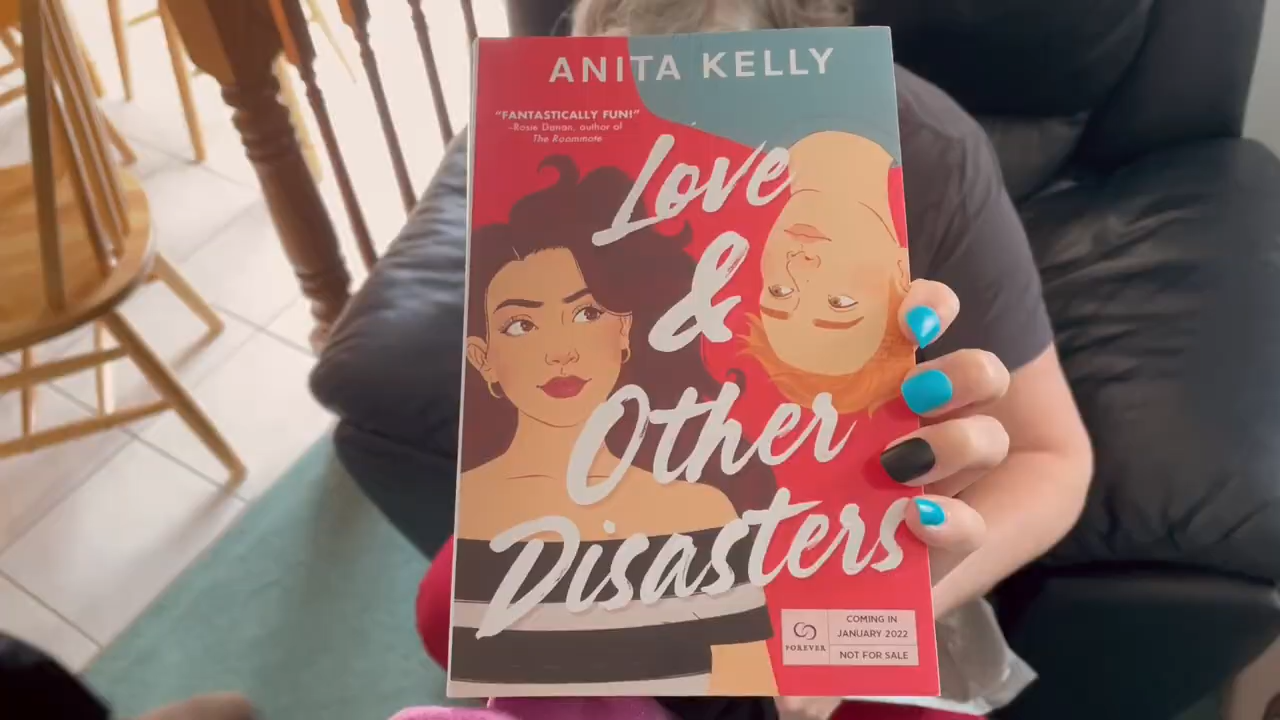 ANITA KELLY
"FANTASTICALLY FUN!"
–Rosie Danan, author of
The Roommate
Love
&
Other
Disasters
FOREVER
COMING IN
JANUARY 2022
NOT FOR SALE